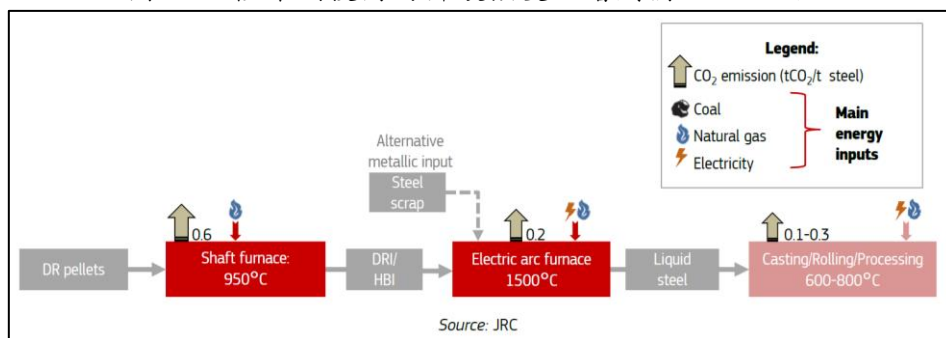 Legend:
CO₂ emission (tCO₂/t steel)
Coal
Natural gas
Electricity
Main
energy
inputs
Alternative
metallic input
Steel
scrap
0.6
0.2
0.1-0.3
DR pellets
Shaft furnace:
950°C
DRI/
HBI
Electric arc furnace
1500°C
Liquid
steel
Casting/Rolling/Processing
600-800°C
Source: JRC